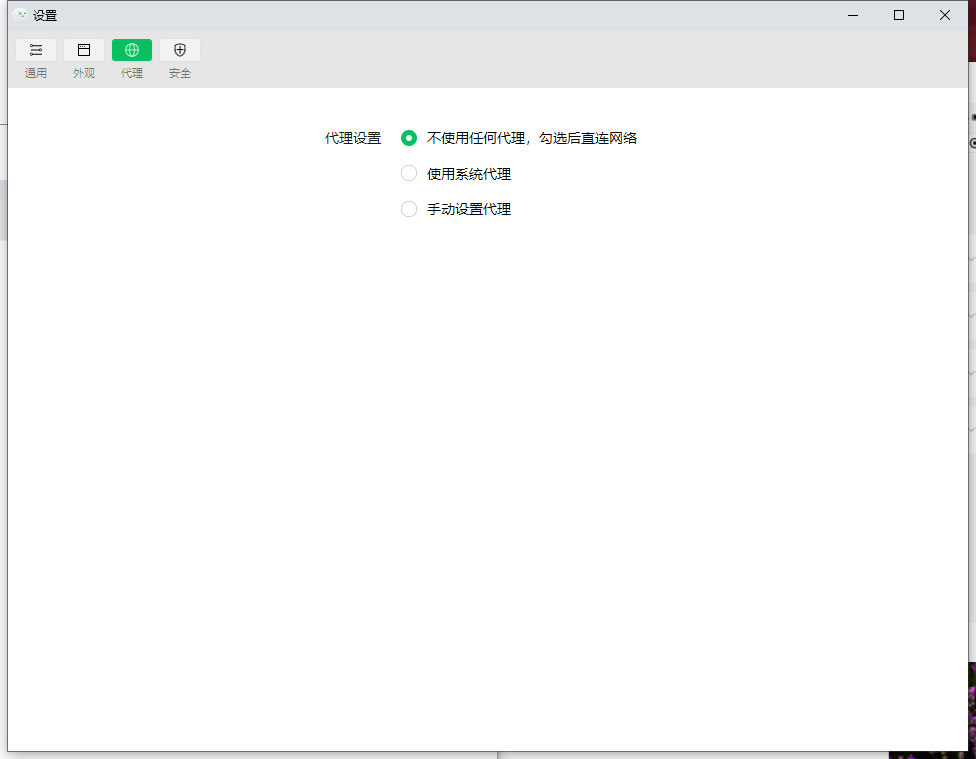 设置
通用 外观 代理 安全
代理设置 不使用任何代理，勾选后直连网络
使用系统代理
手动设置代理